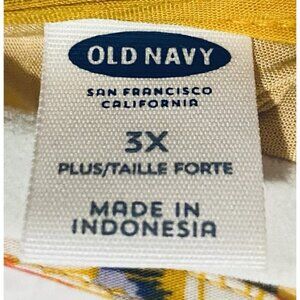 OLD NAVY
SAN FRANCISCO
CALIFORNIA
3X
PLUS/TAILLE FORTE
MADE IN
INDONESIA